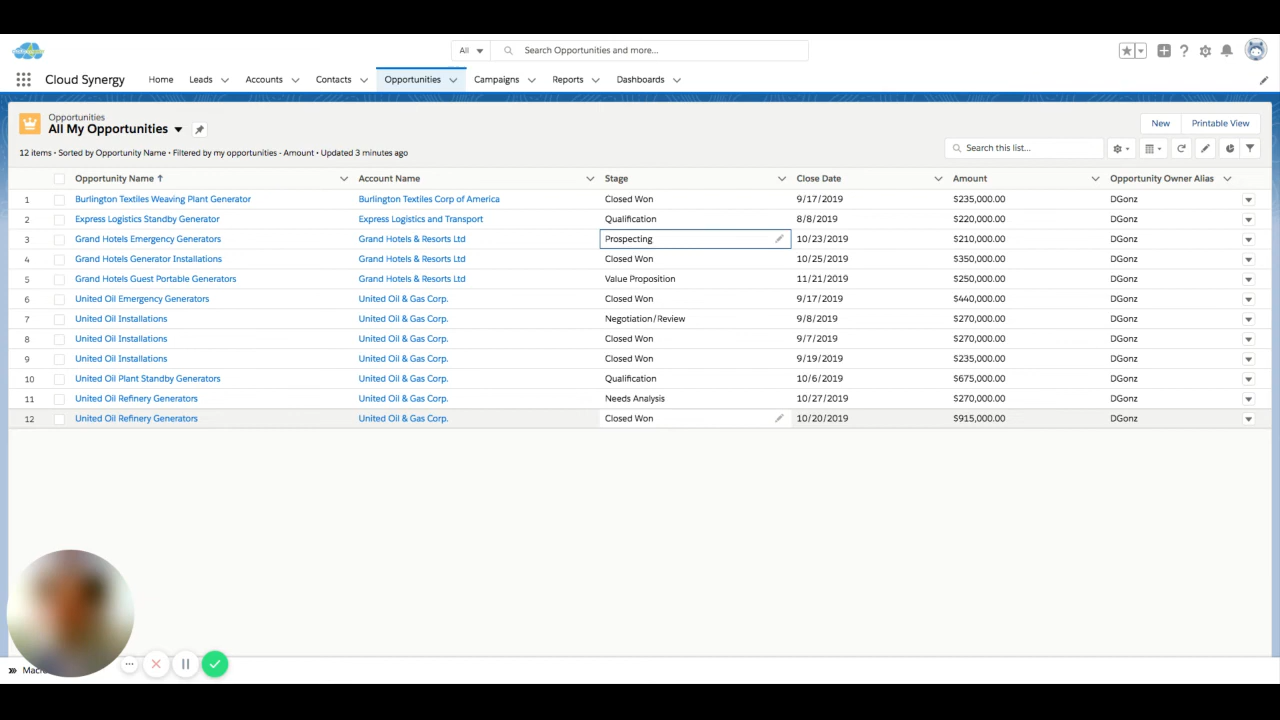 All
Search Opportunities and more...
Cloud Synergy Home Leads Accounts Contacts Opportunities Campaigns Reports Dashboards
Opportunities
All My Opportunities
New Printable View
12 items • Sorted by Opportunity Name • Filtered by my opportunities - Amount • Updated 3 minutes ago
Search this list...
Opportunity Name Account Name Stage Close Date Amount Opportunity Owner Alias
1 Burlington Textiles Weaving Plant Generator Burlington Textiles Corp of America Closed Won 9/17/2019 $235,000.00 DGonz
2 Express Logistics Standby Generator Express Logistics and Transport Qualification 8/8/2019 $220,000.00 DGonz
3 Grand Hotels Emergency Generators Grand Hotels & Resorts Ltd Prospecting 10/23/2019 $210,000.00 DGonz
4 Grand Hotels Generator Installations Grand Hotels & Resorts Ltd Closed Won 10/25/2019 $350,000.00 DGonz
5 Grand Hotels Guest Portable Generators Grand Hotels & Resorts Ltd Value Proposition 11/21/2019 $250,000.00 DGonz
6 United Oil Emergency Generators United Oil & Gas Corp. Closed Won 9/17/2019 $440,000.00 DGonz
7 United Oil Installations United Oil & Gas Corp. Negotiation/Review 9/8/2019 $270,000.00 DGonz
8 United Oil Installations United Oil & Gas Corp. Closed Won 9/7/2019 $270,000.00 DGonz
9 United Oil Installations United Oil & Gas Corp. Closed Won 9/19/2019 $235,000.00 DGonz
10 United Oil Plant Standby Generators United Oil & Gas Corp. Qualification 10/6/2019 $675,000.00 DGonz
11 United Oil Refinery Generators United Oil & Gas Corp. Needs Analysis 10/27/2019 $270,000.00 DGonz
12 United Oil Refinery Generators United Oil & Gas Corp. Closed Won 10/20/2019 $915,000.00 DGonz